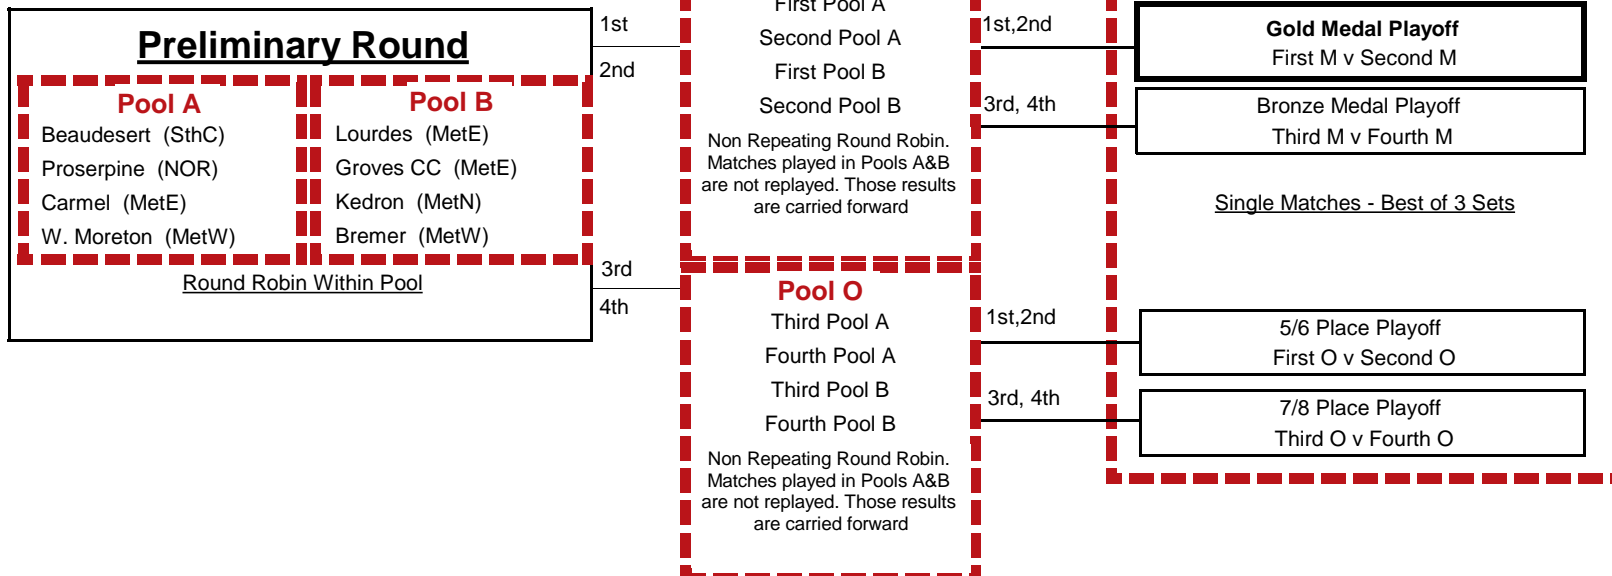 Preliminary Round
Pool A
Beaudesert (SthC)
Proserpine (NOR)
Carmel (MetE)
W. Moreton (MetW)
Pool B
Lourdes (MetE)
Groves CC (MetE)
Kedron (MetN)
Bremer (MetW)
Round Robin Within Pool
1st
2nd
3rd
4th
First Pool A
Second Pool A
First Pool B
Second Pool B
Non Repeating Round Robin.
Matches played in Pools A&B
are not replayed. Those results
are carried forward
Pool O
Third Pool A
Fourth Pool A
Third Pool B
Fourth Pool B
Non Repeating Round Robin.
Matches played in Pools A&B
are not replayed. Those results
are carried forward
1st,2nd
3rd, 4th
1st,2nd
3rd, 4th
Gold Medal Playoff
First M v Second M
Bronze Medal Playoff
Third M v Fourth M
Single Matches - Best of 3 Sets
5/6 Place Playoff
First O v Second O
7/8 Place Playoff
Third O v Fourth O